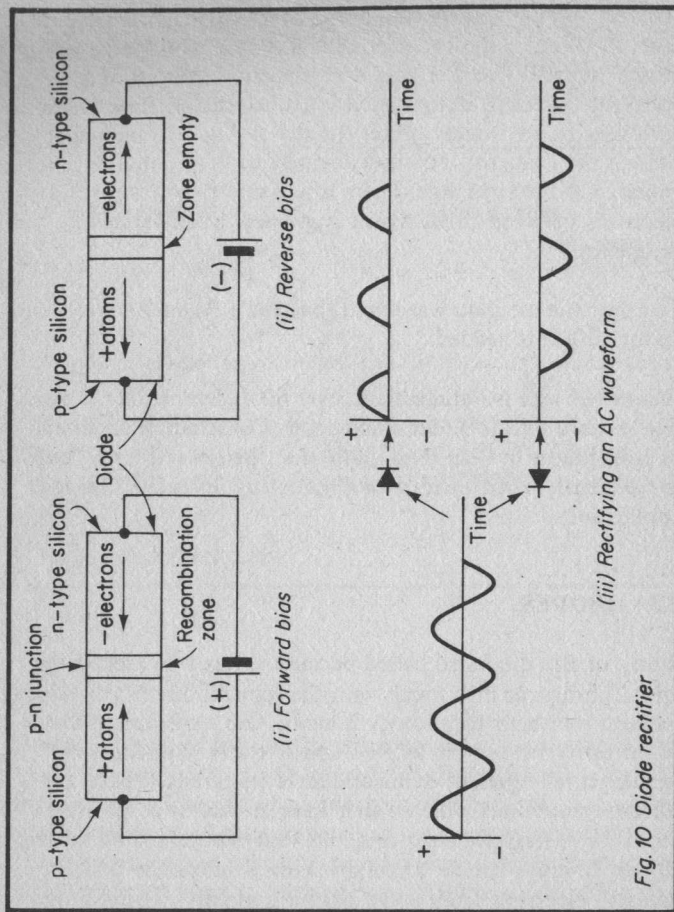 p-type silicon
p-n junction
n-type silicon
+atoms
-electrons
Recombination
zone
(+)
(i) Forward bias
Diode
p-type silicon
n-type silicon
+atoms
-electrons
Zone empty
(-)
(ii) Reverse bias
+
-
Time
+
-
Time
+
-
Time
(iii) Rectifying an AC waveform
Fig. 10 Diode rectifier